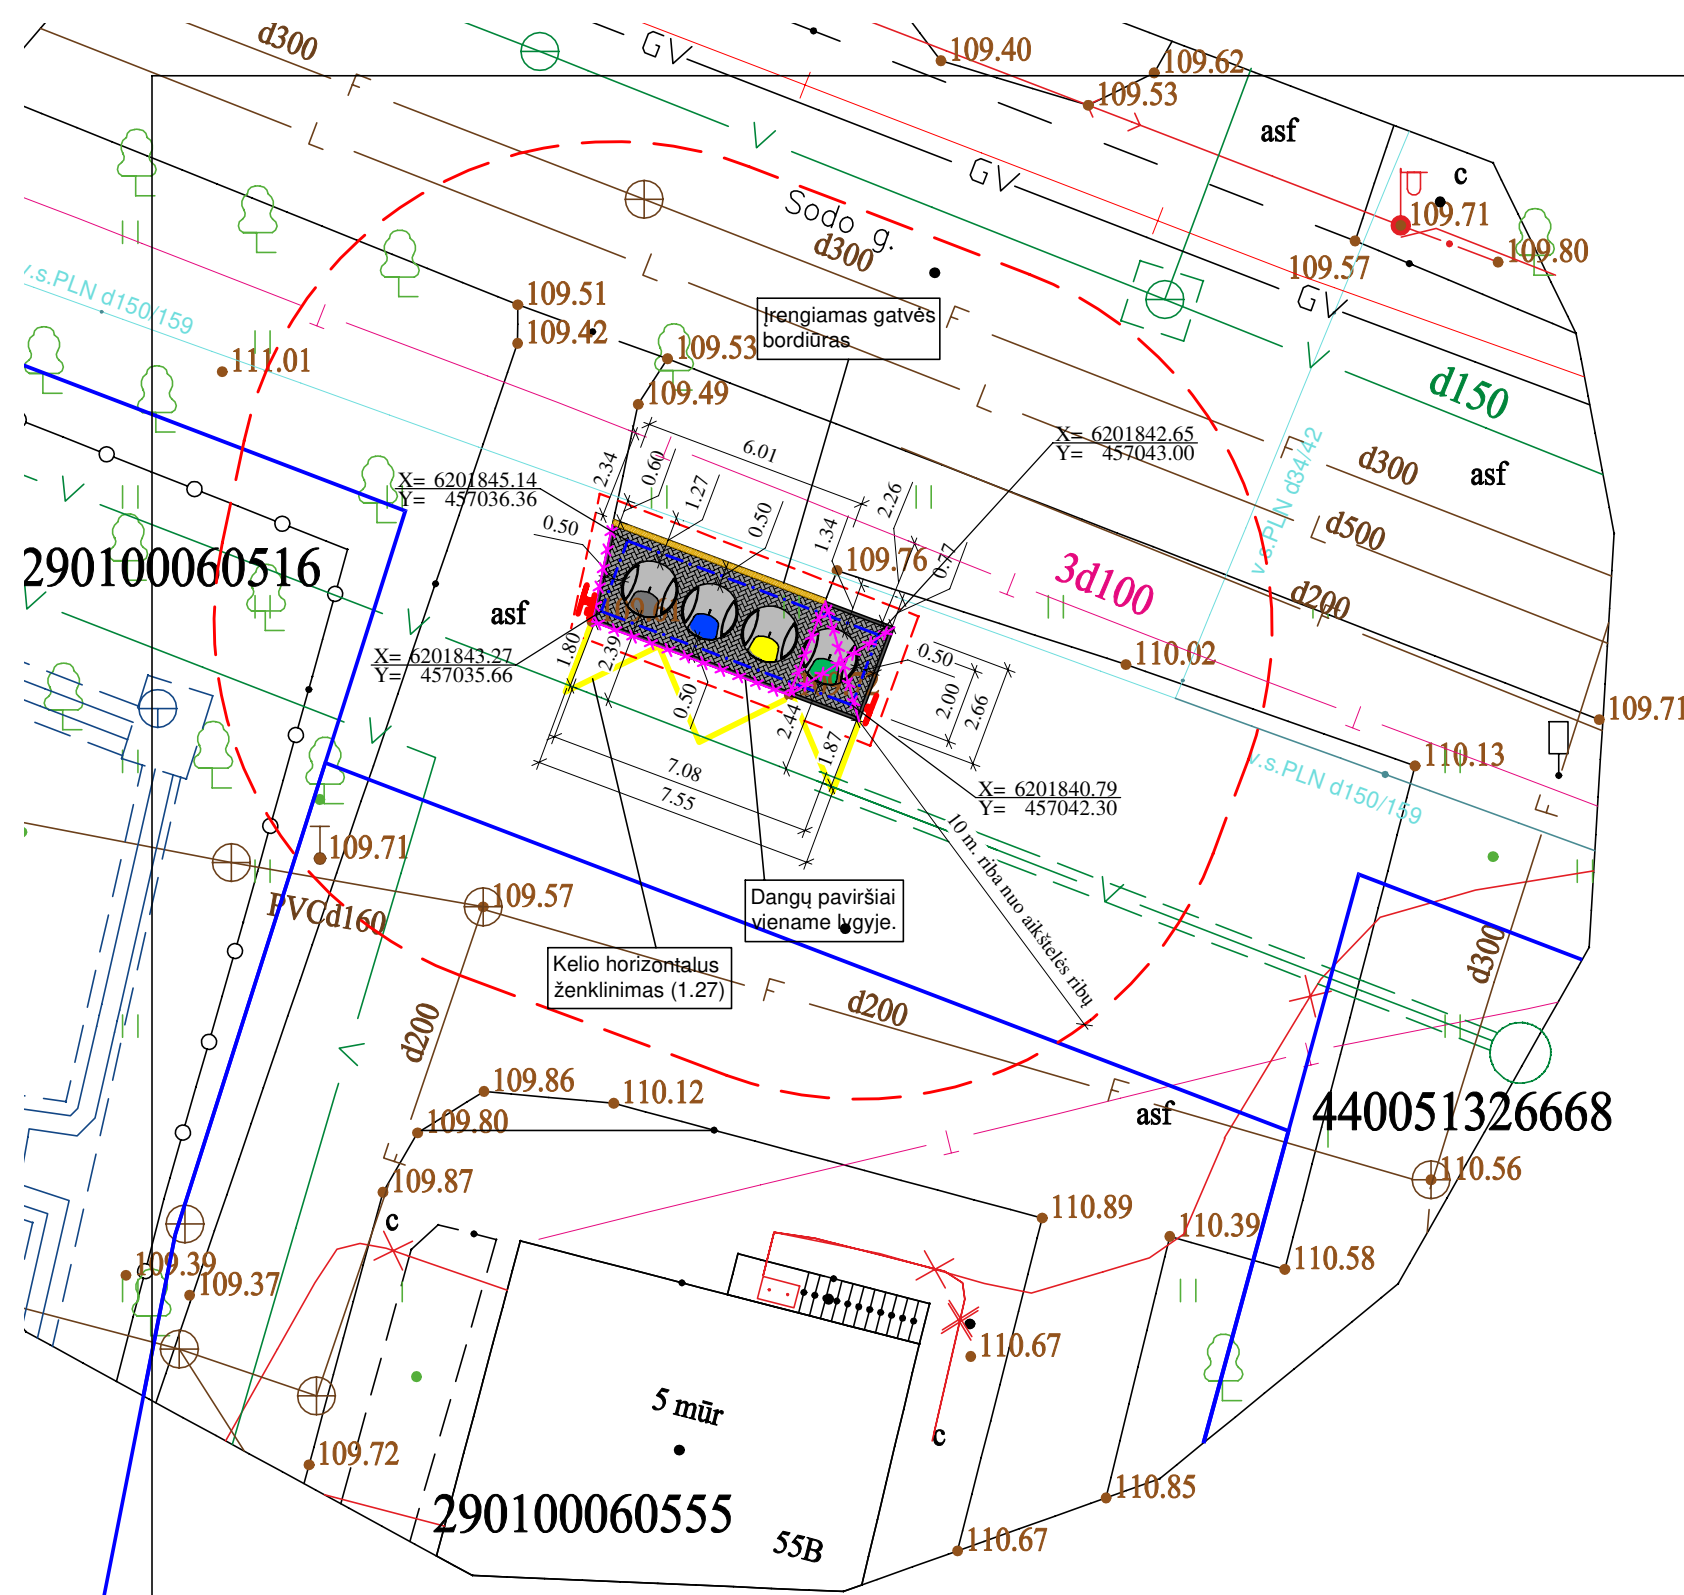 d300
GV
109.40
109.62
109.53
asf
GV
c
109.71
109.80
109.57
GV
Sodo g.
d300
v.s.PLN d150/159
109.51
109.42
111.01
109.53
109.49
Įrengiamas gatvės
bordiūras
d150
X= 6201842.65
Y= 457043.00
v.s.PLN d34/42
d300
asf
d500
d200
X= 6201845.14
Y= 457036.36
2.34
0.60
6.01
1.27
0.50
0.50
1.34
2.26
0.77
109.76
3d100
290100060516
asf
X= 6201843.27
Y= 457035.66
1.80
2.39
0.50
0.50
2.00
2.66
2.44
1.87
7.08
7.55
110.02
109.71
110.13
v.s.PLN d150/159
X= 6201840.79
Y= 457042.30
10 m. riba nuo aikštelės ribų
109.71
109.57
PVCd160
Dangų paviršiai
viename lygyje.
Kelio horizontalus
ženklinimas (1.27)
d200
d200
d300
109.86
110.12
109.80
asf
440051326668
109.87
c
110.56
110.89
110.39
110.58
109.39
109.37
110.67
5 mūr
c
109.72
290100060555
55B
110.85
110.67